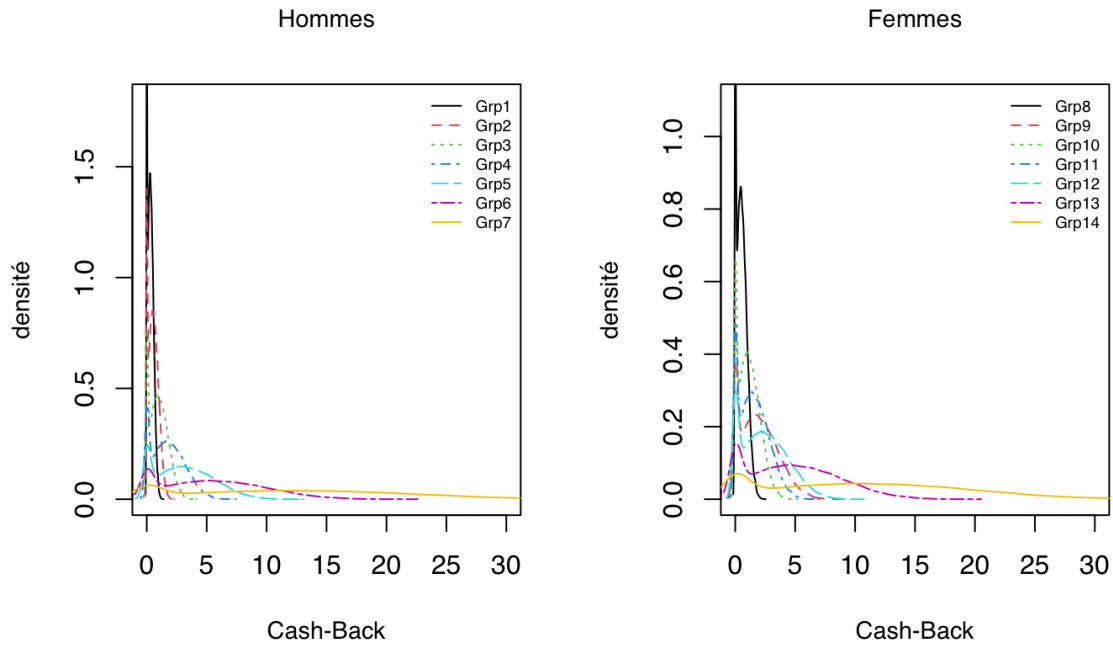 Hommes
densité
0.0
0.5
1.0
1.5
Grp1
Grp2
Grp3
Grp4
Grp5
Grp6
Grp7
0 5 10 15 20 25 30
Cash-Back
Femmes
densité
0.0
0.2
0.4
0.6
0.8
1.0
Grp8
Grp9
Grp10
Grp11
Grp12
Grp13
Grp14
0 5 10 15 20 25 30
Cash-Back